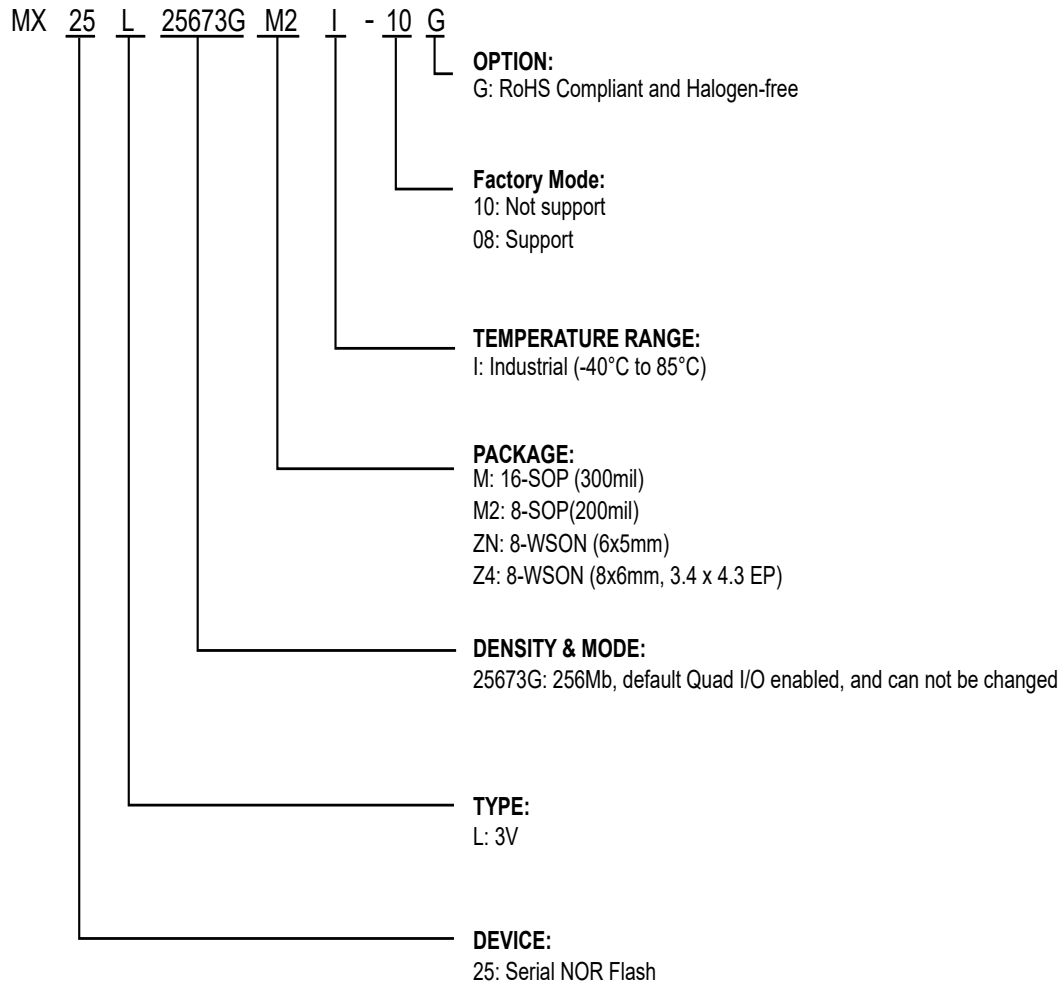 MX 25 L 25673G M2 I - 10 G
OPTION:
G: RoHS Compliant and Halogen-free
Factory Mode:
10: Not support
08: Support
TEMPERATURE RANGE:
I: Industrial (-40°C to 85°C)
PACKAGE:
M: 16-SOP (300mil)
M2: 8-SOP(200mil)
ZN: 8-WSON (6x5mm)
Z4: 8-WSON (8x6mm, 3.4 x 4.3 EP)
DENSITY & MODE:
25673G: 256Mb, default Quad I/O enabled, and can not be changed
TYPE:
L: 3V
DEVICE:
25: Serial NOR Flash